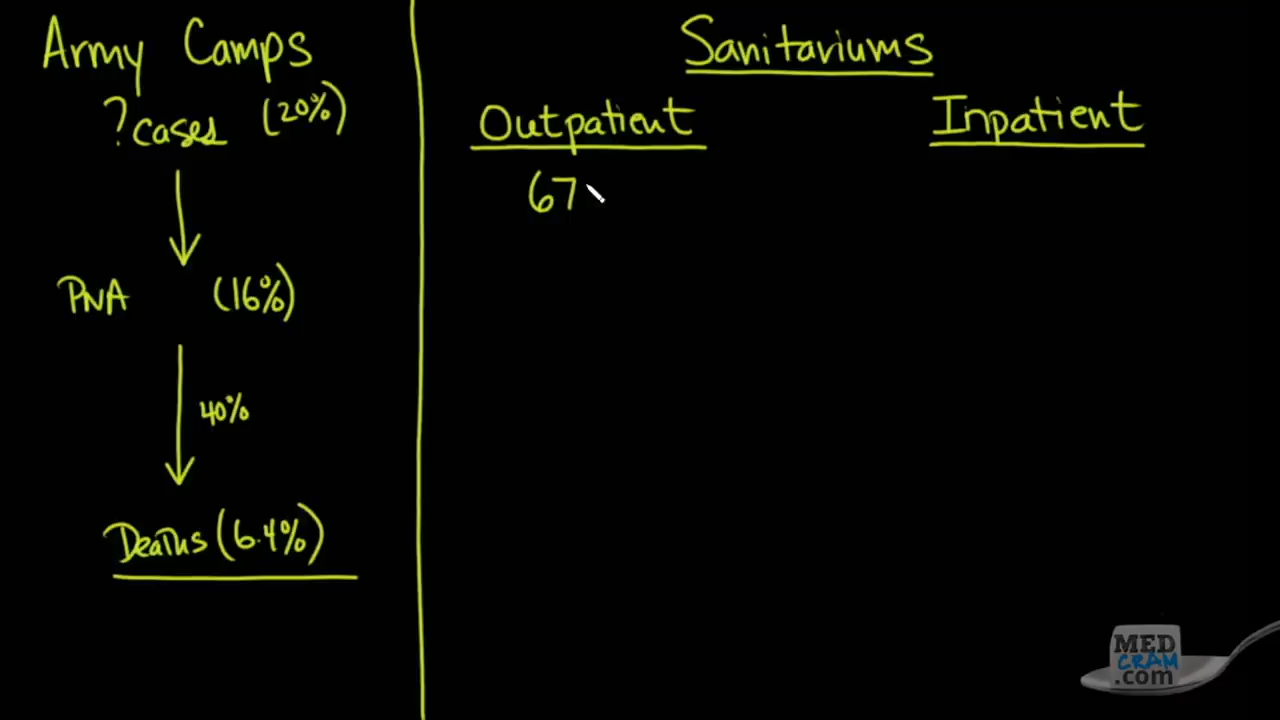 Army Camps
?cases (20%)
PNA (16%)
40%
Deaths (6.4%)
Sanitariums
Outpatient
Inpatient
67
MED
CRAM
.com